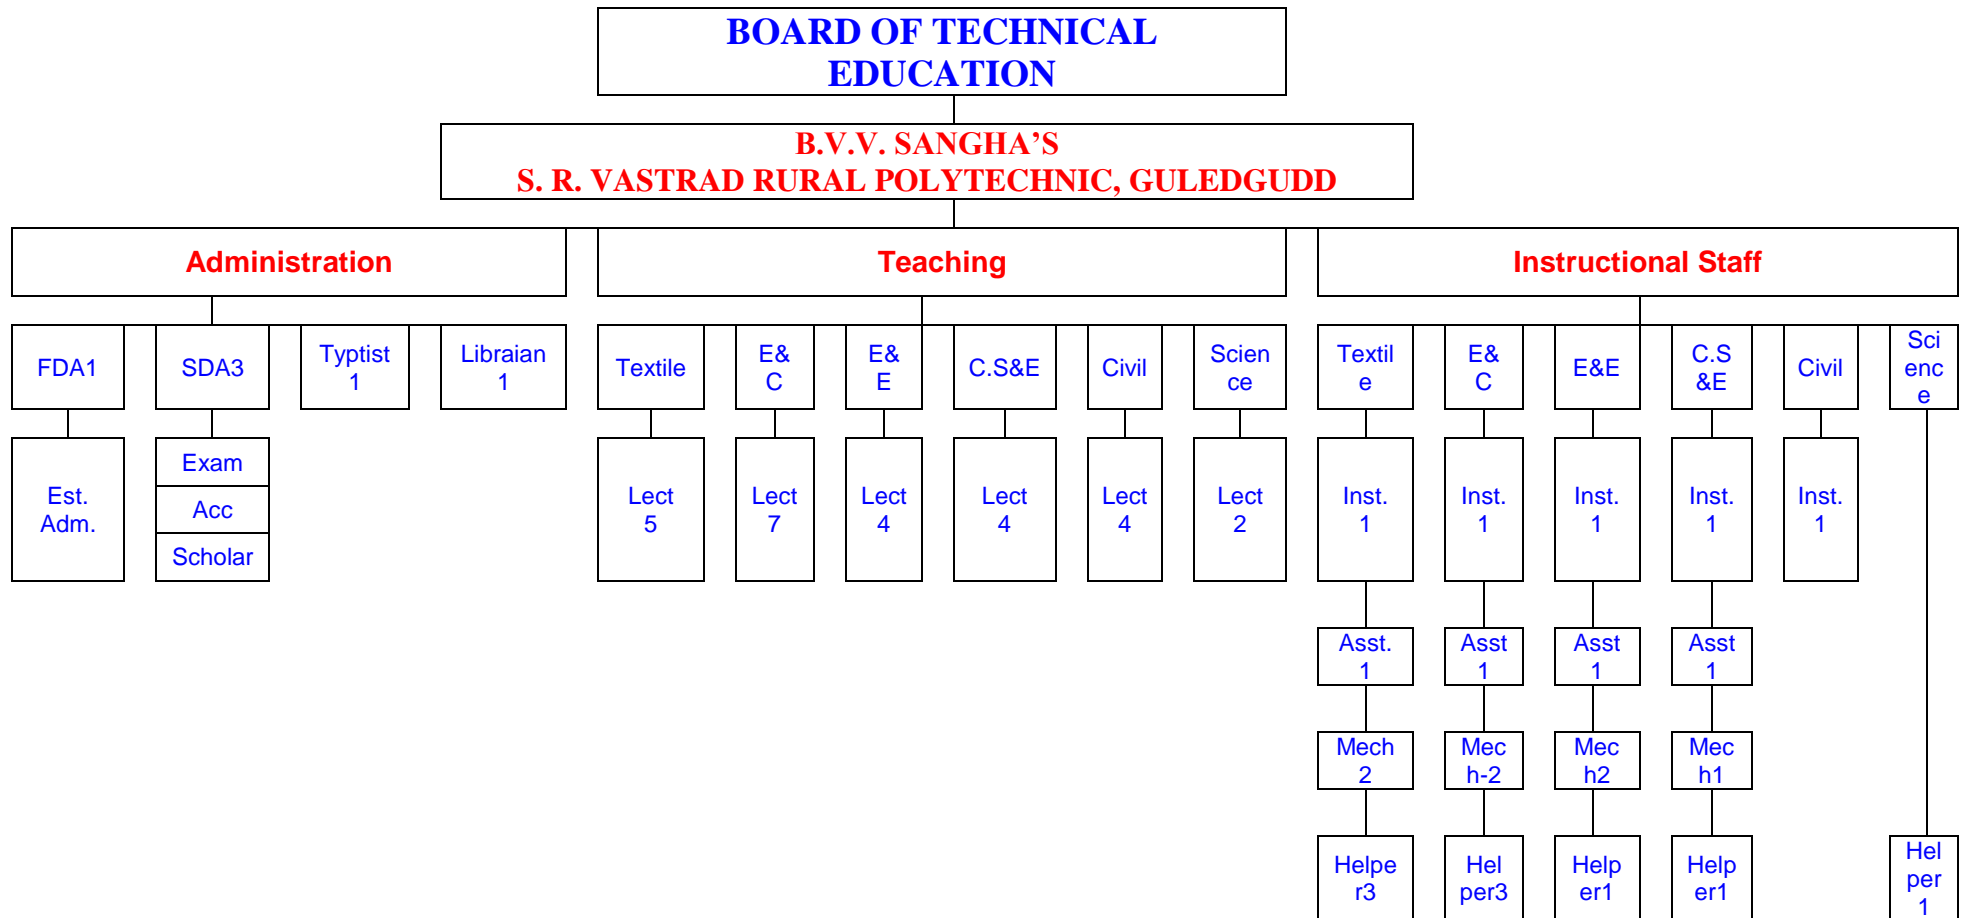 BOARD OF TECHNICAL
EDUCATION
B.V.V. SANGHA’S
S. R. VASTRAD RURAL POLYTECHNIC, GULEDGUDD
Administration
Teaching
Instructional Staff
FDA1
SDA3
Typtist
1
Libraian
1
Textile
E&
C
E&
E
C.S&E
Civil
Scien
ce
Textil
e
E&
C
E&E
C.S
&E
Civil
Sci
enc
e
Est.
Adm.
Exam
Acc
Scholar
Lect
5
Lect
7
Lect
4
Lect
4
Lect
4
Lect
2
Inst.
1
Inst.
1
Inst.
1
Inst.
1
Inst.
1
Asst.
1
Asst
1
Asst
1
Asst
1
Mech
2
Mec
h-2
Mec
h2
Mec
h1
Helpe
r3
Hel
per3
Help
er1
Help
er1
Hel
per
1